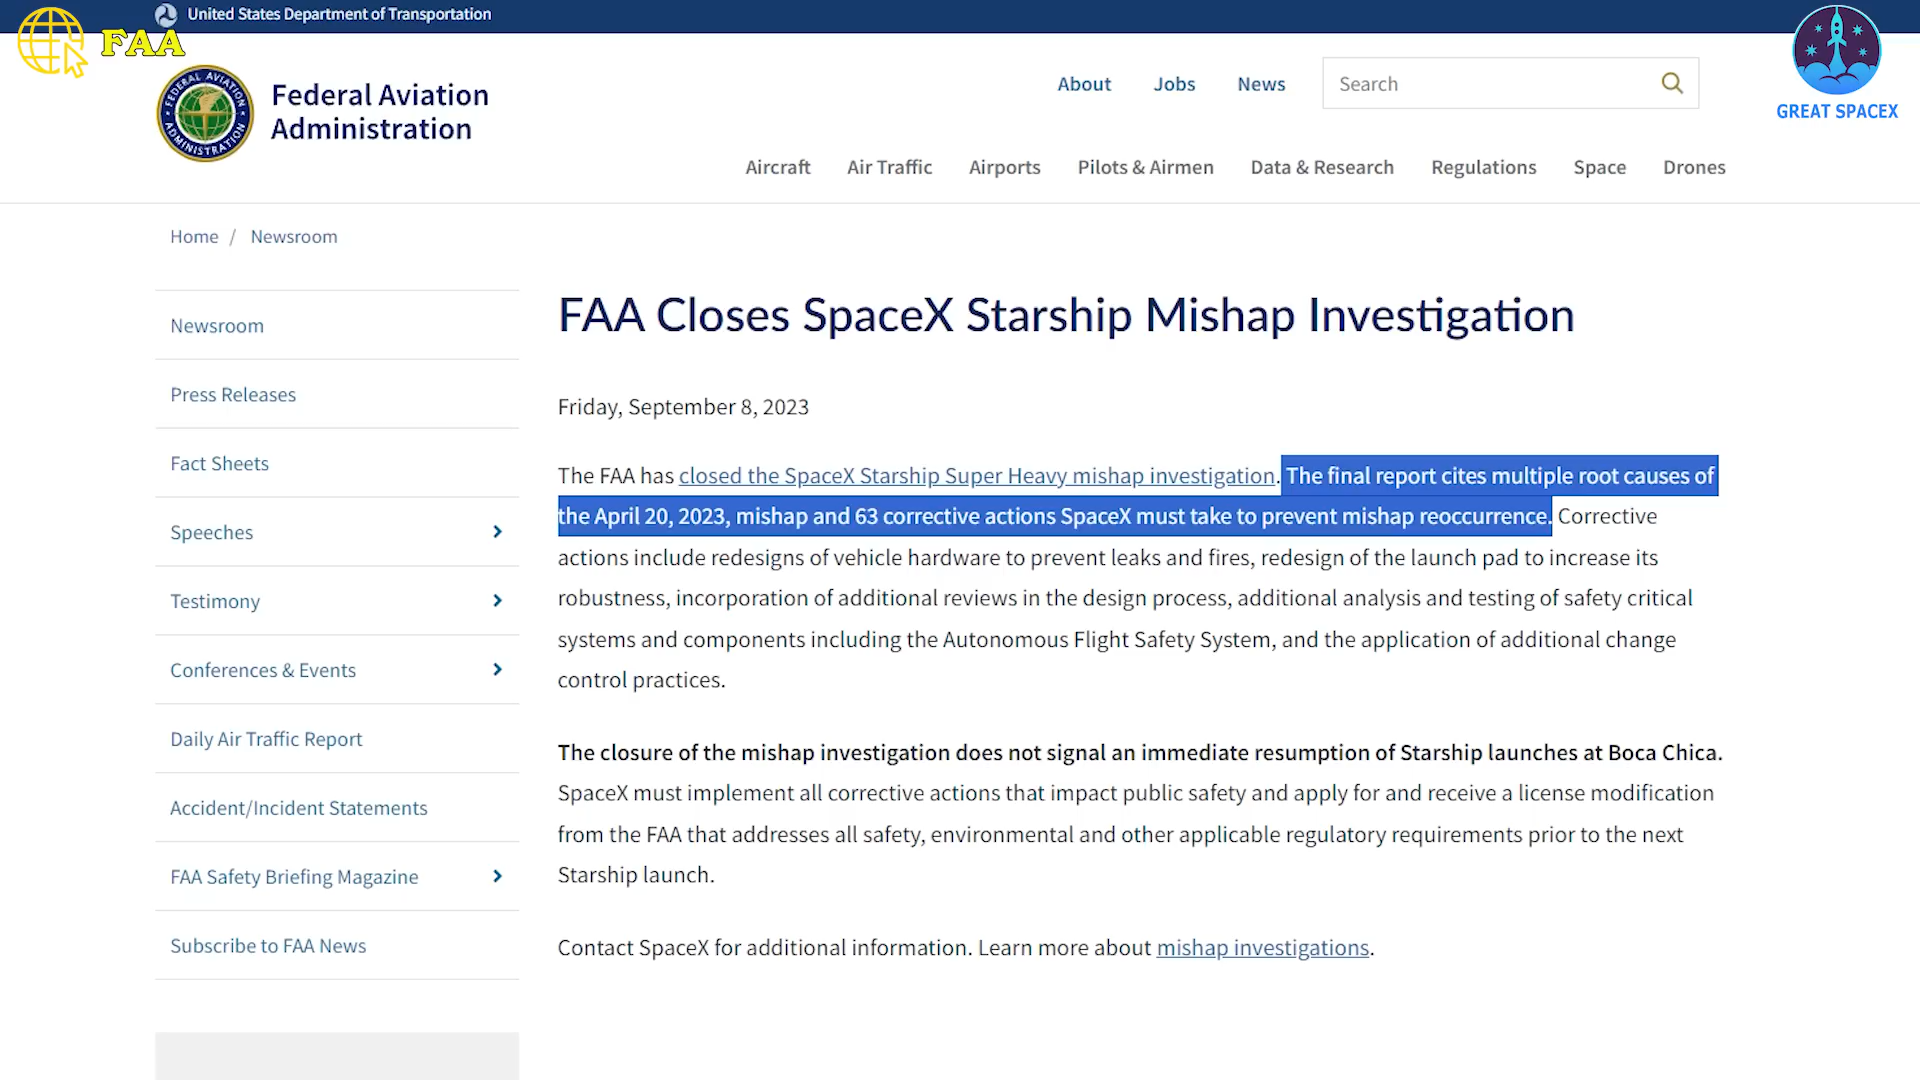 United States Department of Transportation
FAA
FEDERAL AVIATION ADMINISTRATION
Federal Aviation
Administration
About
Jobs
News
Search
GREAT SPACEX
Aircraft
Air Traffic
Airports
Pilots & Airmen
Data & Research
Regulations
Space
Drones
Home / Newsroom
Newsroom
Press Releases
Fact Sheets
Speeches
Testimony
Conferences & Events
Daily Air Traffic Report
Accident/Incident Statements
FAA Safety Briefing Magazine
Subscribe to FAA News
FAA Closes SpaceX Starship Mishap Investigation
Friday, September 8, 2023
The FAA has closed the SpaceX Starship Super Heavy mishap investigation. The final report cites multiple root causes of
the April 20, 2023, mishap and 63 corrective actions SpaceX must take to prevent mishap reoccurrence. Corrective
actions include redesigns of vehicle hardware to prevent leaks and fires, redesign of the launch pad to increase its
robustness, incorporation of additional reviews in the design process, additional analysis and testing of safety critical
systems and components including the Autonomous Flight Safety System, and the application of additional change
control practices.
The closure of the mishap investigation does not signal an immediate resumption of Starship launches at Boca Chica.
SpaceX must implement all corrective actions that impact public safety and apply for and receive a license modification
from the FAA that addresses all safety, environmental and other applicable regulatory requirements prior to the next
Starship launch.
Contact SpaceX for additional information. Learn more about mishap investigations.